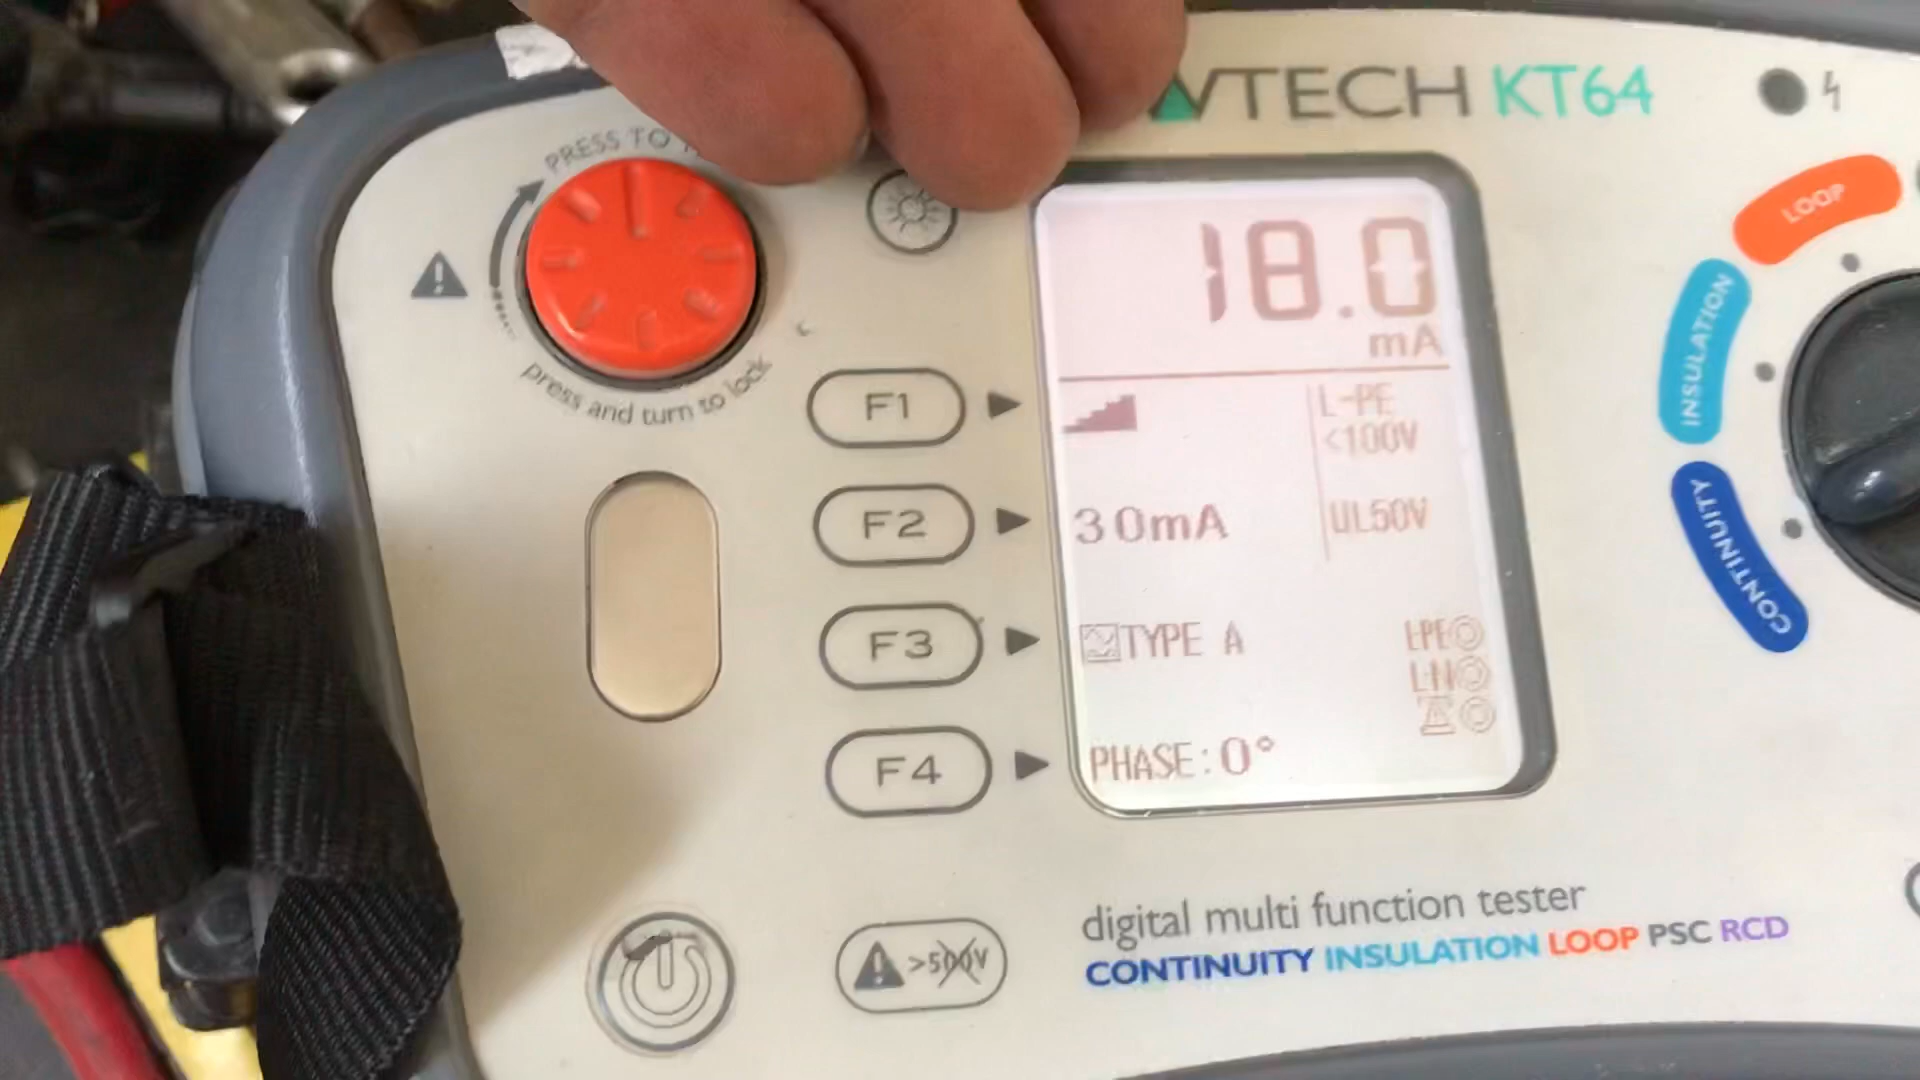 PRESS TO
VTECH KT64
press and turn to lock
18.0
mA
LOOP
INSULATION
CONTINUITY
F1
L-PE
<100V
F2
30mA
UL50V
F3
TYPE A
L-PE
L-N
F4
PHASE: 0°
>500V
digital multi function tester
CONTINUITY INSULATION LOOP PSC RCD